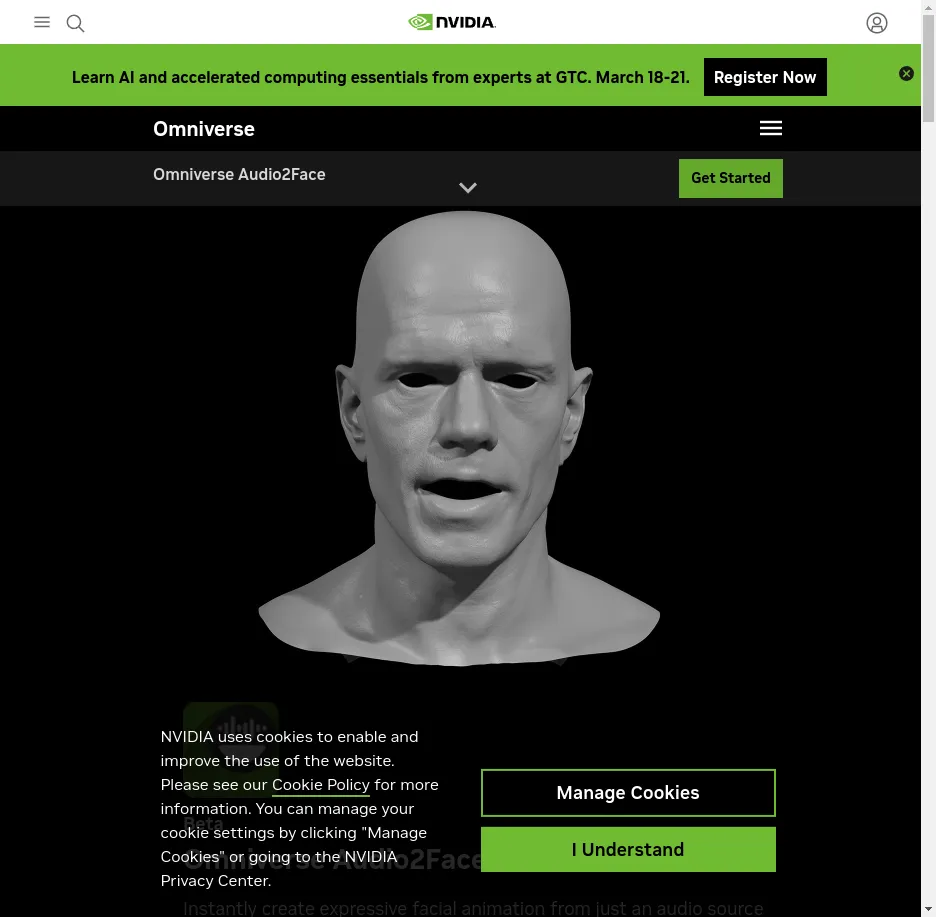 NVIDIA.
Learn AI and accelerated computing essentials from experts at GTC. March 18-21.
Register Now
Omniverse
Omniverse Audio2Face
Get Started
NVIDIA uses cookies to enable and
improve the use of the website.
Please see our Cookie Policy for more
information. You can manage your
cookie settings by clicking "Manage
Cookies" or going to the NVIDIA
Privacy Center.
Manage Cookies
I Understand
Beta
Omniverse Audio2Face
Instantly create expressive facial animation from just an audio source